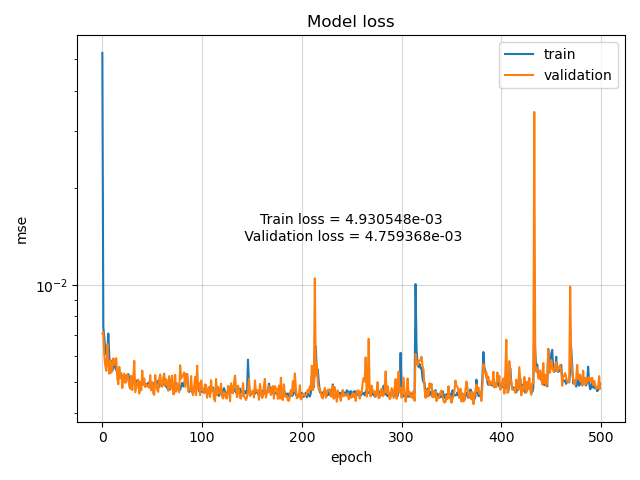 Model loss
train
validation
Train loss = 4.930548e-03
Validation loss = 4.759368e-03
mse
10⁻²
0 100 200 300 400 500
epoch